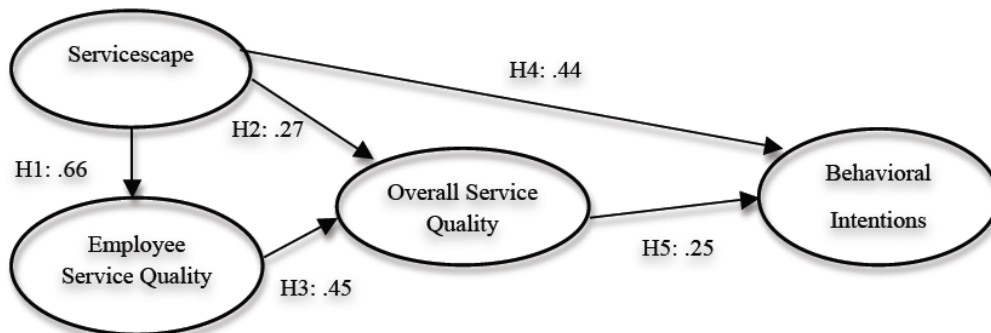 Servicescape
H4: .44
H2: .27
H1: .66
Overall Service
Quality
Behavioral
Intentions
Employee
Service Quality
H3: .45
H5: .25